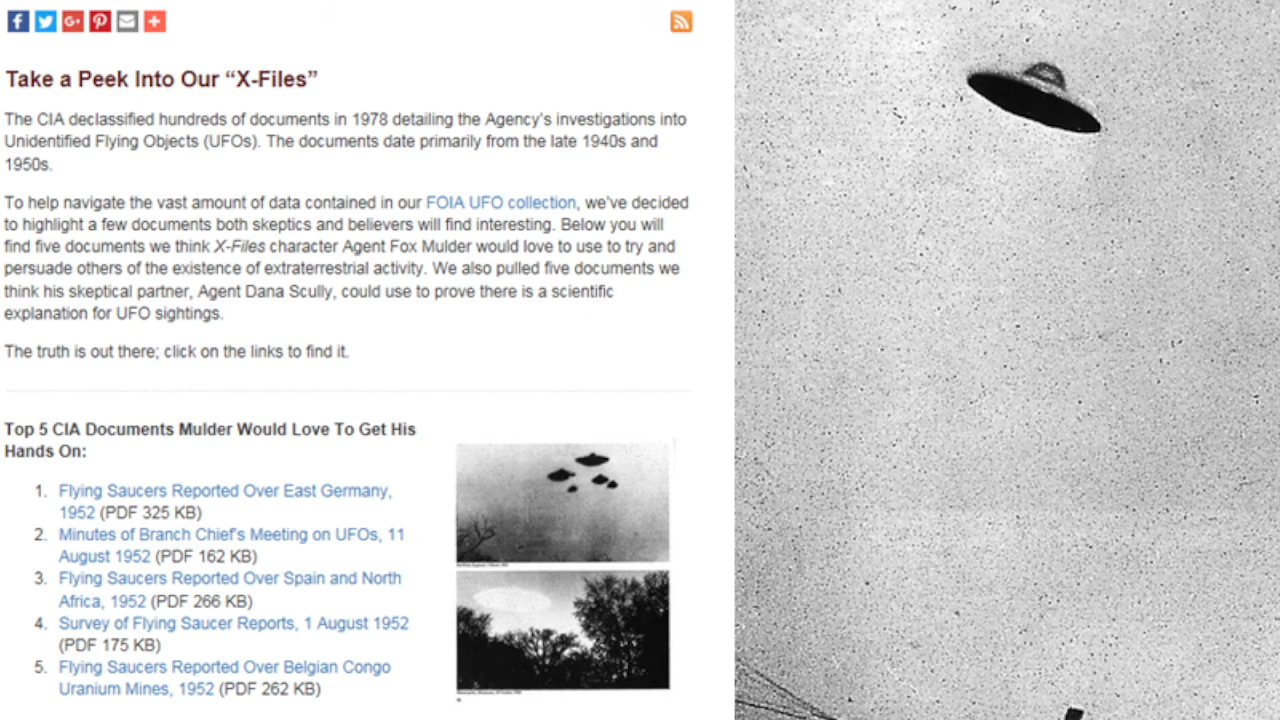 Take a Peek Into Our “X-Files”
The CIA declassified hundreds of documents in 1978 detailing the Agency’s investigations into
Unidentified Flying Objects (UFOs). The documents date primarily from the late 1940s and
1950s.
To help navigate the vast amount of data contained in our FOIA UFO collection, we’ve decided
to highlight a few documents both skeptics and believers will find interesting. Below you will
find five documents we think X-Files character Agent Fox Mulder would love to use to try and
persuade others of the existence of extraterrestrial activity. We also pulled five documents we
think his skeptical partner, Agent Dana Scully, could use to prove there is a scientific
explanation for UFO sightings.
The truth is out there; click on the links to find it.
Top 5 CIA Documents Mulder Would Love To Get His
Hands On:
1. Flying Saucers Reported Over East Germany,
1952 (PDF 325 KB)
2. Minutes of Branch Chief’s Meeting on UFOs, 11
August 1952 (PDF 162 KB)
3. Flying Saucers Reported Over Spain and North
Africa, 1952 (PDF 266 KB)
4. Survey of Flying Saucer Reports, 1 August 1952
(PDF 175 KB)
5. Flying Saucers Reported Over Belgian Congo
Uranium Mines, 1952 (PDF 262 KB)